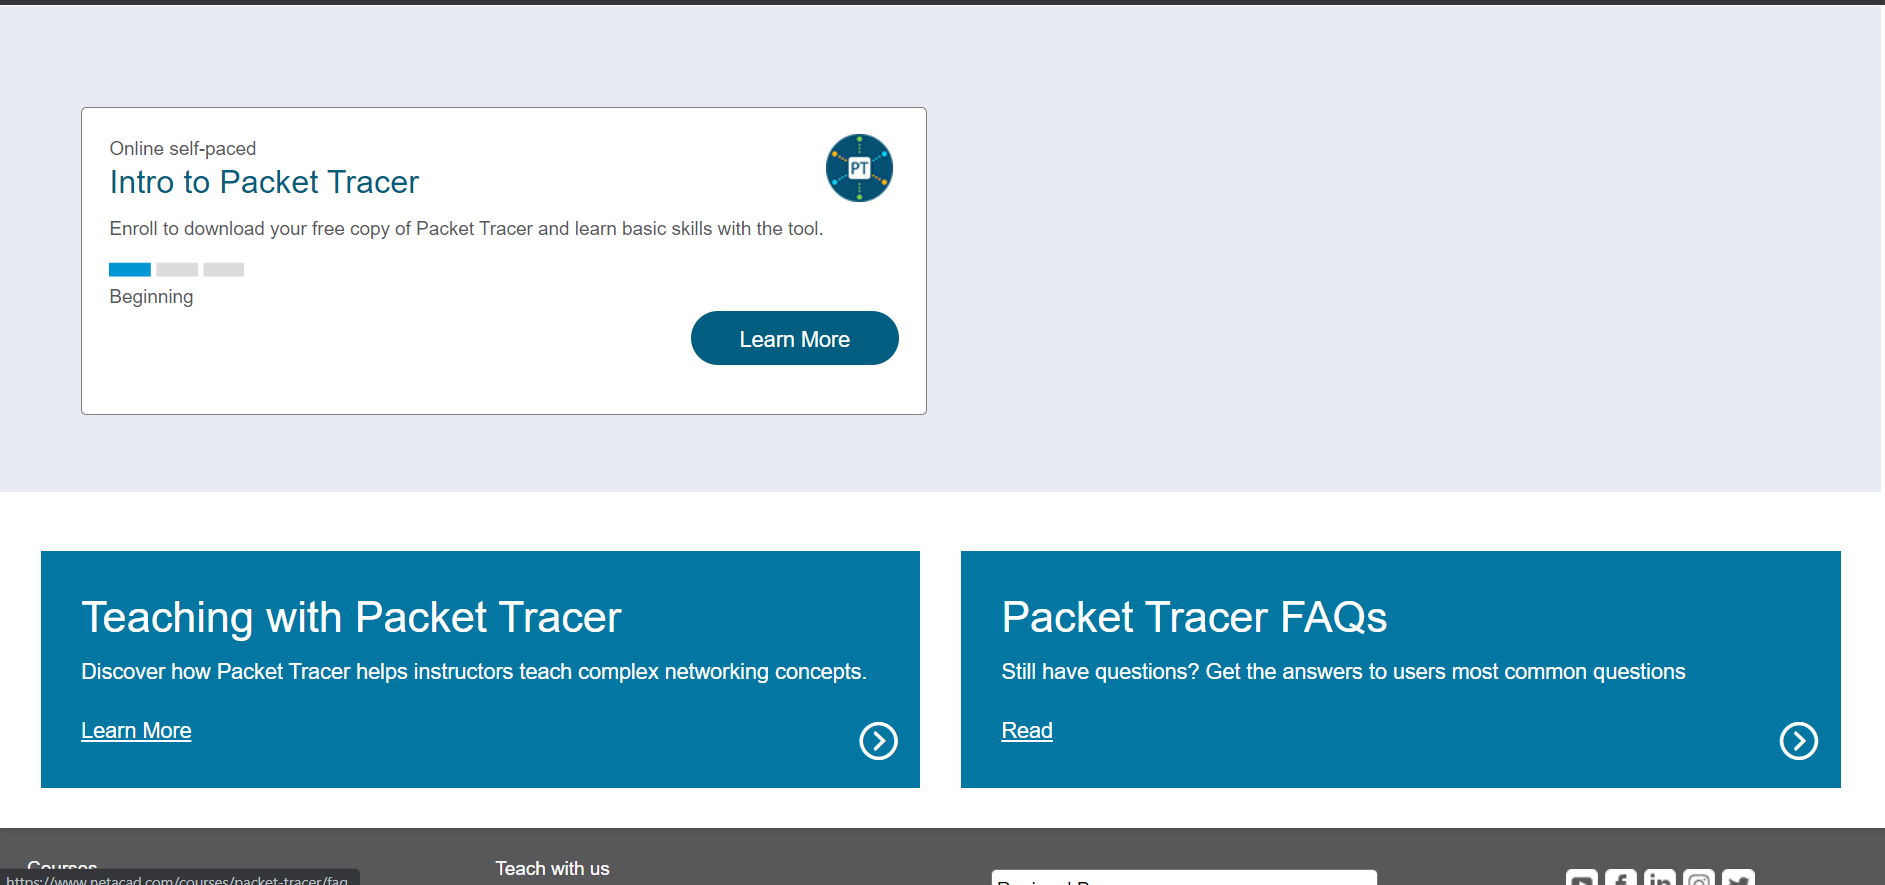 Online self-paced
Intro to Packet Tracer
PT
Enroll to download your free copy of Packet Tracer and learn basic skills with the tool.
Beginning
Learn More
Teaching with Packet Tracer
Discover how Packet Tracer helps instructors teach complex networking concepts.
Learn More
Packet Tracer FAQs
Still have questions? Get the answers to users most common questions
Read
Courses
Teach with us
https://www.netacad.com/courses/packet-tracer/faq